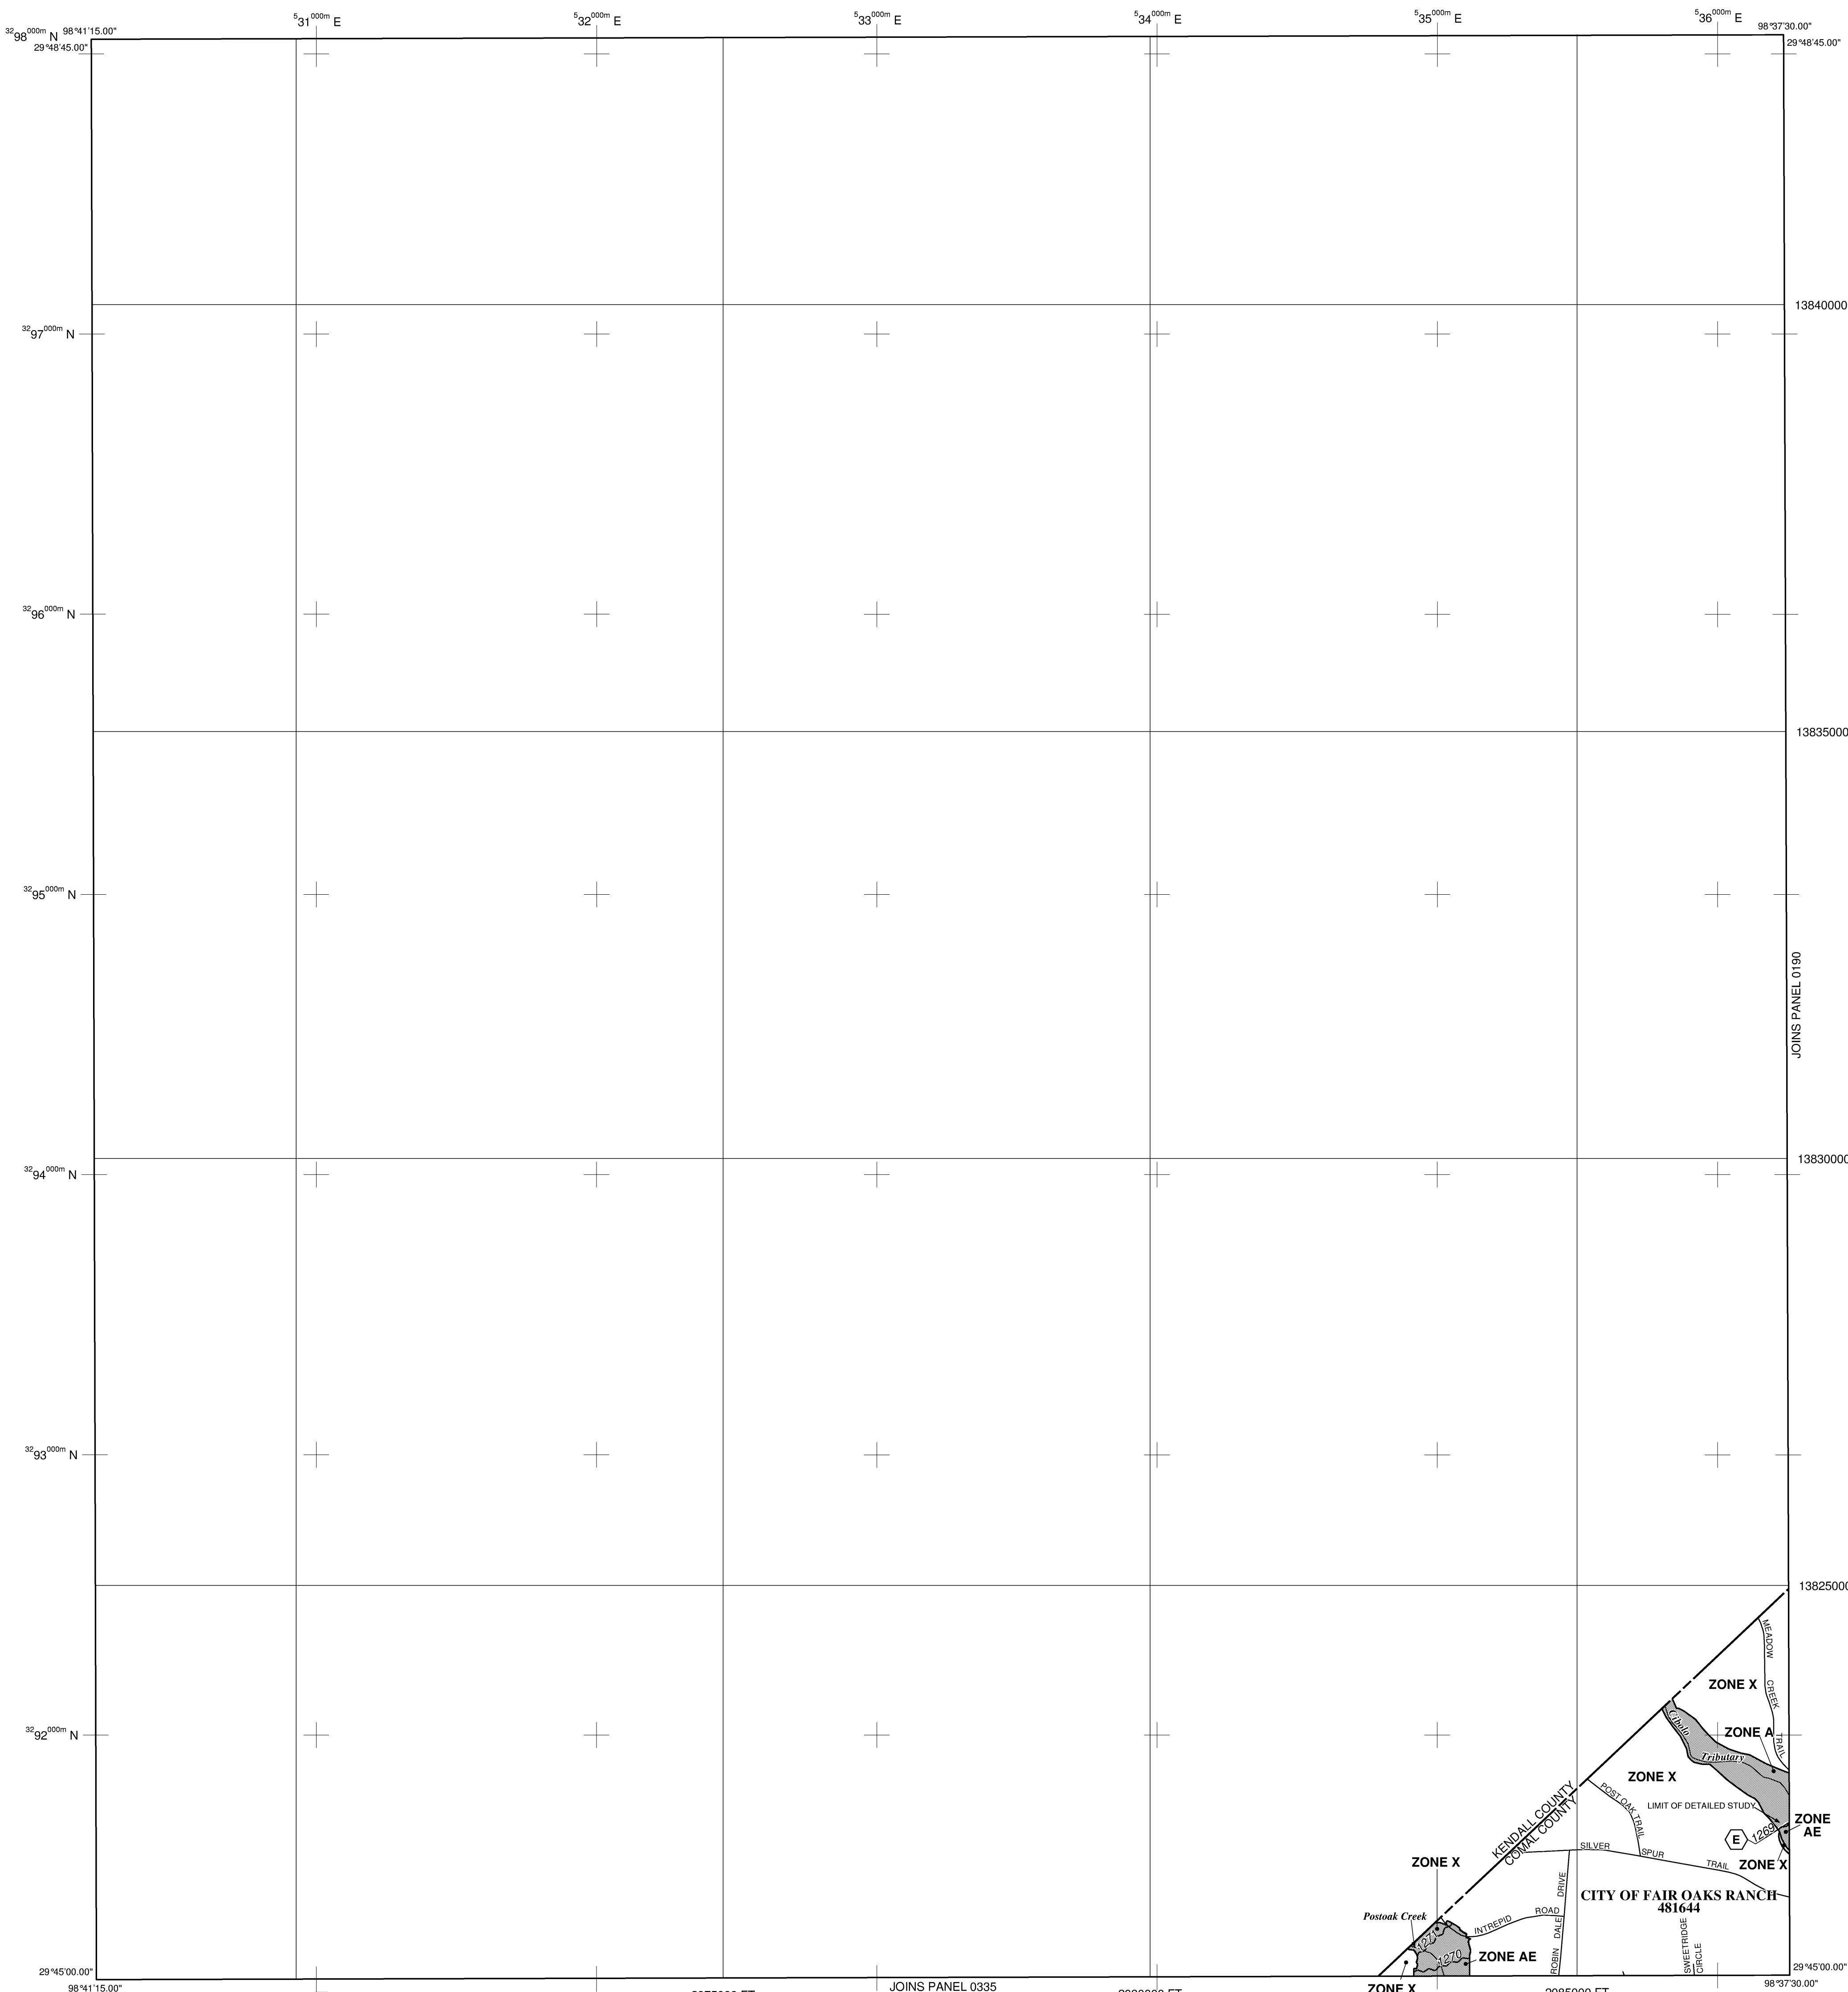 531000m E
532000m E
533000m E
534000m E
535000m E
536000m E
3298000m N
98°41'15.00"
29°48'45.00"
98°37'30.00"
29°48'45.00"
13840000
3297000m N
3296000m N
13835000
3295000m N
JOINS PANEL 0190
13830000
3294000m N
3293000m N
13825000
MEADOW CREEK TRAIL
ZONE X
3292000m N
Cibolo Tributary
ZONE A
ZONE X
KENDALL COUNTY
COMAL COUNTY
POST OAK TRAIL
LIMIT OF DETAILED STUDY
ZONE
AE
E
1269
SILVER SPUR TRAIL
ZONE X
ZONE X
ROBIN DALE DRIVE
CITY OF FAIR OAKS RANCH
481644
Postoak Creek
INTREPID ROAD
1271
1270
ZONE AE
SWEETRIDGE
CIRCLE
29°45'00.00"
98°41'15.00"
JOINS PANEL 0335
29°45'00.00"
98°37'30.00"
ZONE X
2085000 FT